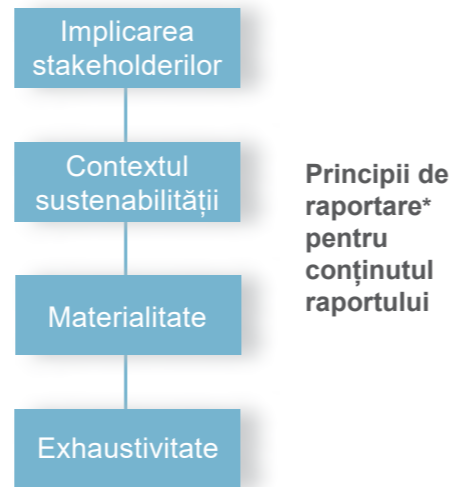 Implicarea
stakeholderilor
Contextul
sustenabilității
Principii de
raportare*
pentru
conținutul
raportului
Materialitate
Exhaustivitate